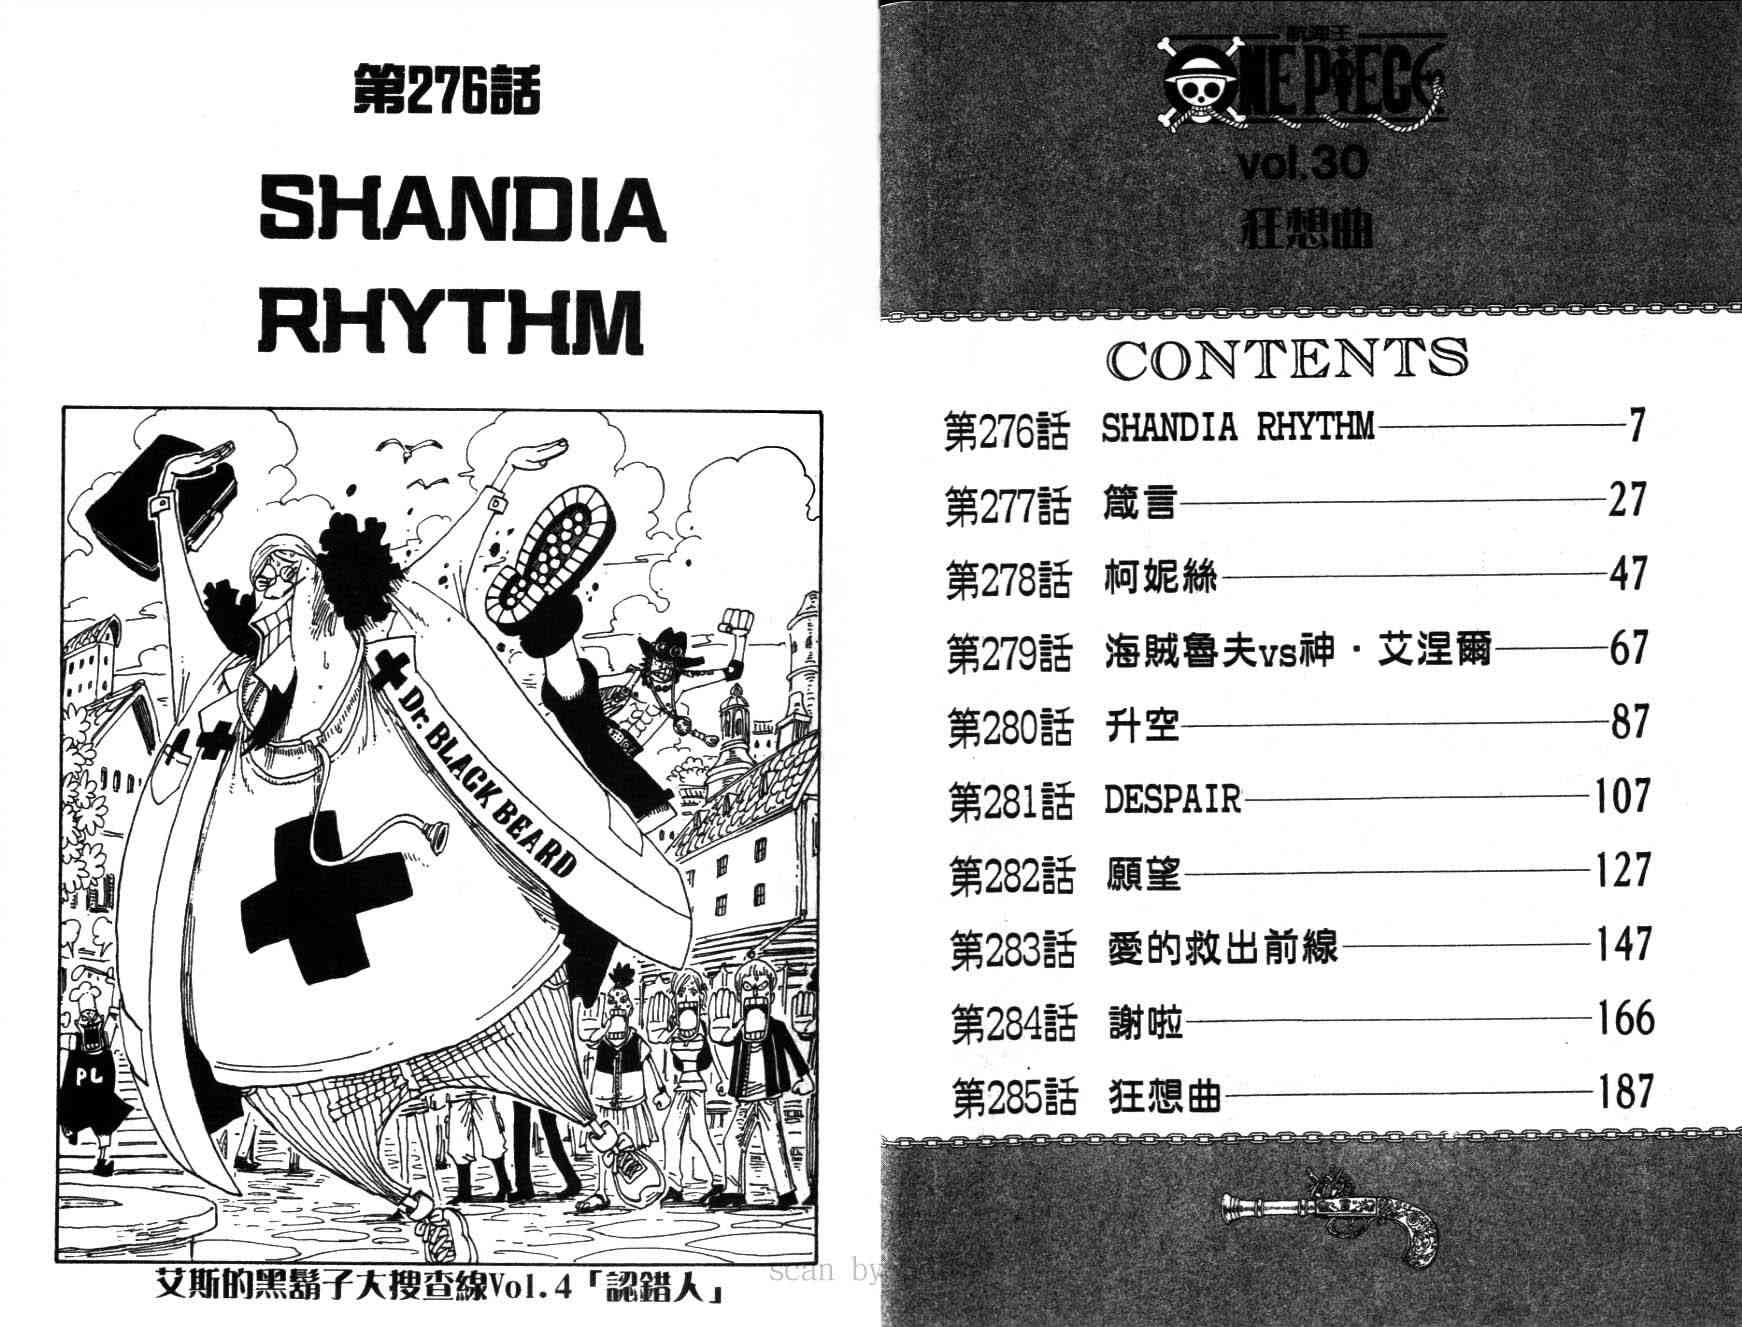 航海王
ONE PIECE
vol.30
狂想曲
CONTENTS
第276話 SHANDIA RHYTHM 7
第277話 箴言 27
第278話 柯妮絲 47
第279話 海賊魯夫vs神・艾涅爾 67
第280話 升空 87
第281話 DESPAIR 107
第282話 願望 127
第283話 愛的救出前線 147
第284話 謝啦 166
第285話 狂想曲 187
第276話
SHANDIA
RHYTHM
Dr. BLACK BEARD
PL
艾斯的黑鬍子大搜查線Vol.4「認錯人」
scan by